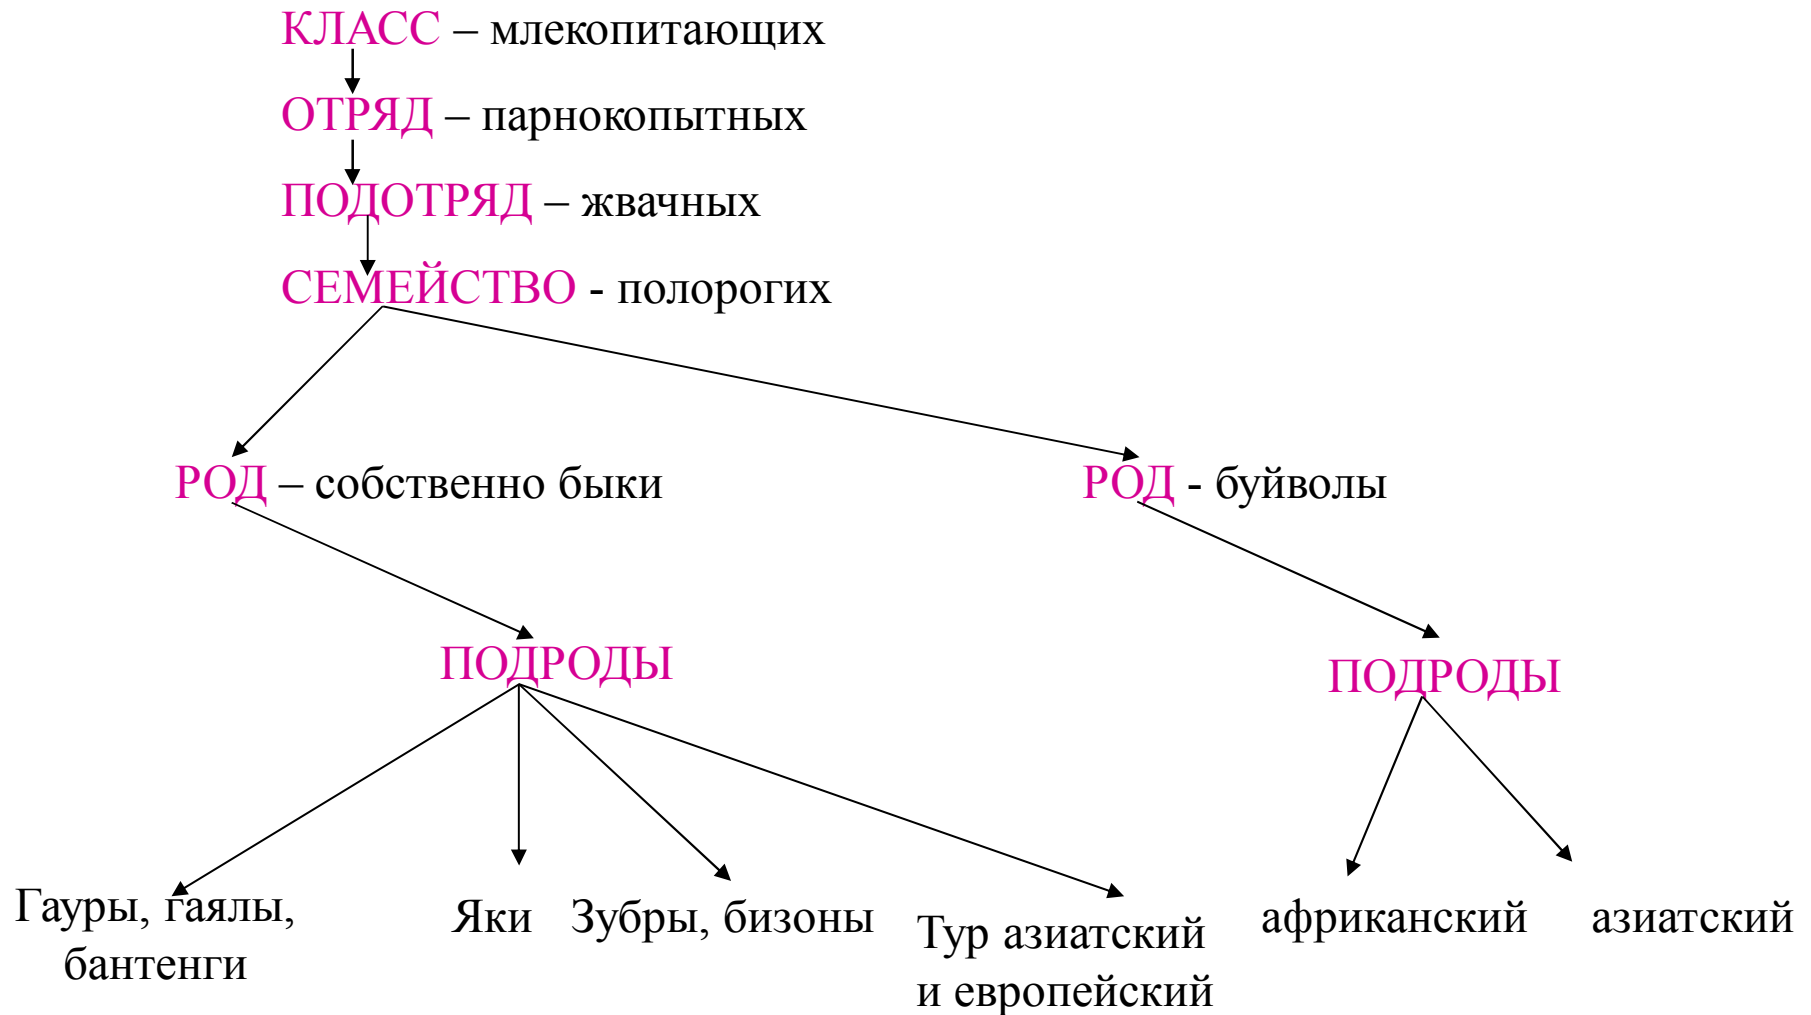 КЛАСС – млекопитающих
ОТРЯД – парнокопытных
ПОДОТРЯД – жвачных
СЕМЕЙСТВО - полорогих
РОД – собственно быки
РОД - буйволы
ПОДРОДЫ
ПОДРОДЫ
Гауры, гаялы,
бантенги
Яки
Зубры, бизоны
Тур азиатский
и европейский
африканский
азиатский